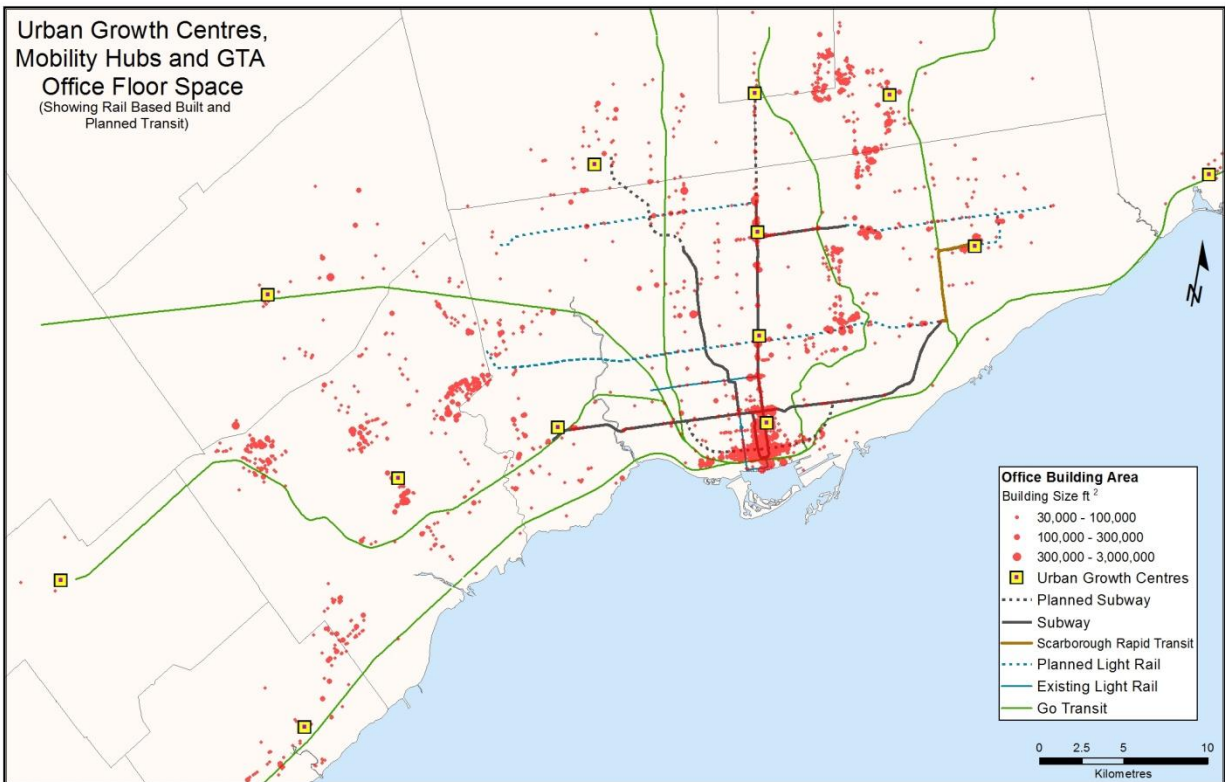 Urban Growth Centres,
Mobility Hubs and GTA
Office Floor Space
(Showing Rail Based Built and
Planned Transit)
N
Office Building Area
Building Size ft 2
30,000 - 100,000
100,000 - 300,000
300,000 - 3,000,000
Urban Growth Centres
Planned Subway
Subway
Scarborough Rapid Transit
Planned Light Rail
Existing Light Rail
Go Transit
0 2.5 5 10
Kilometres